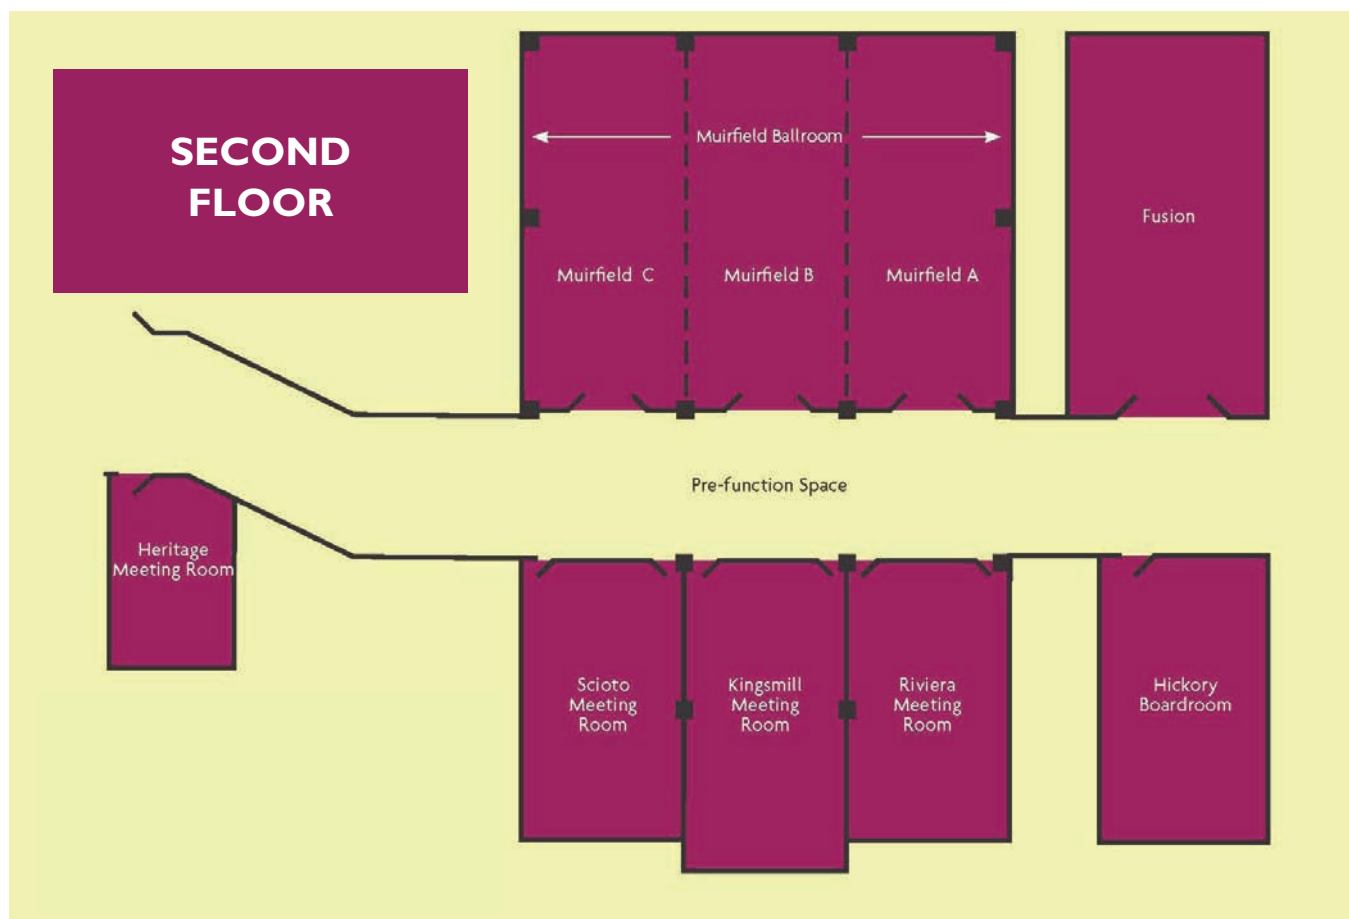 SECOND
FLOOR
Muirfield Ballroom
Fusion
Muirfield C
Muirfield B
Muirfield A
Pre-function Space
Heritage
Meeting Room
Scioto
Meeting
Room
Kingsmill
Meeting
Room
Riviera
Meeting
Room
Hickory
Boardroom